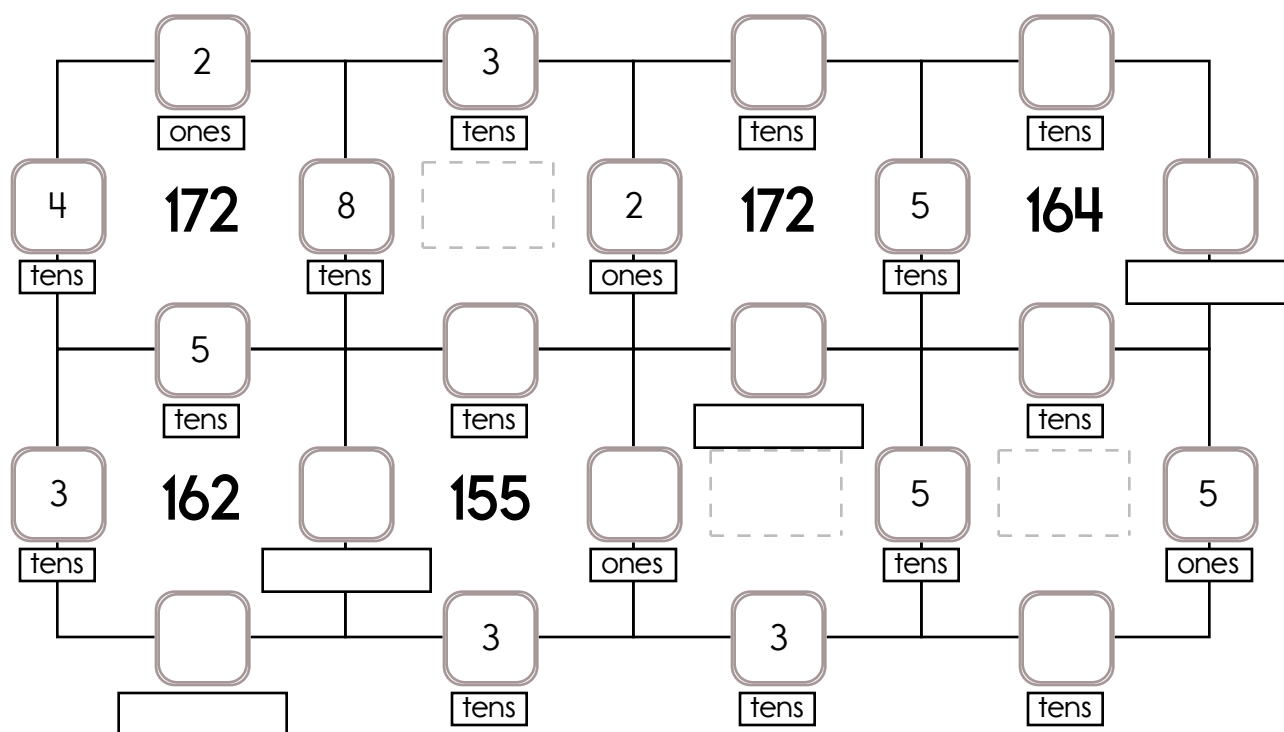 2 3
ones tens tens tens
4 172 8 2 172 5 164
tens tens ones tens
5
tens tens tens
3 162 155 5 5
tens ones tens ones
3 3
tens tens tens